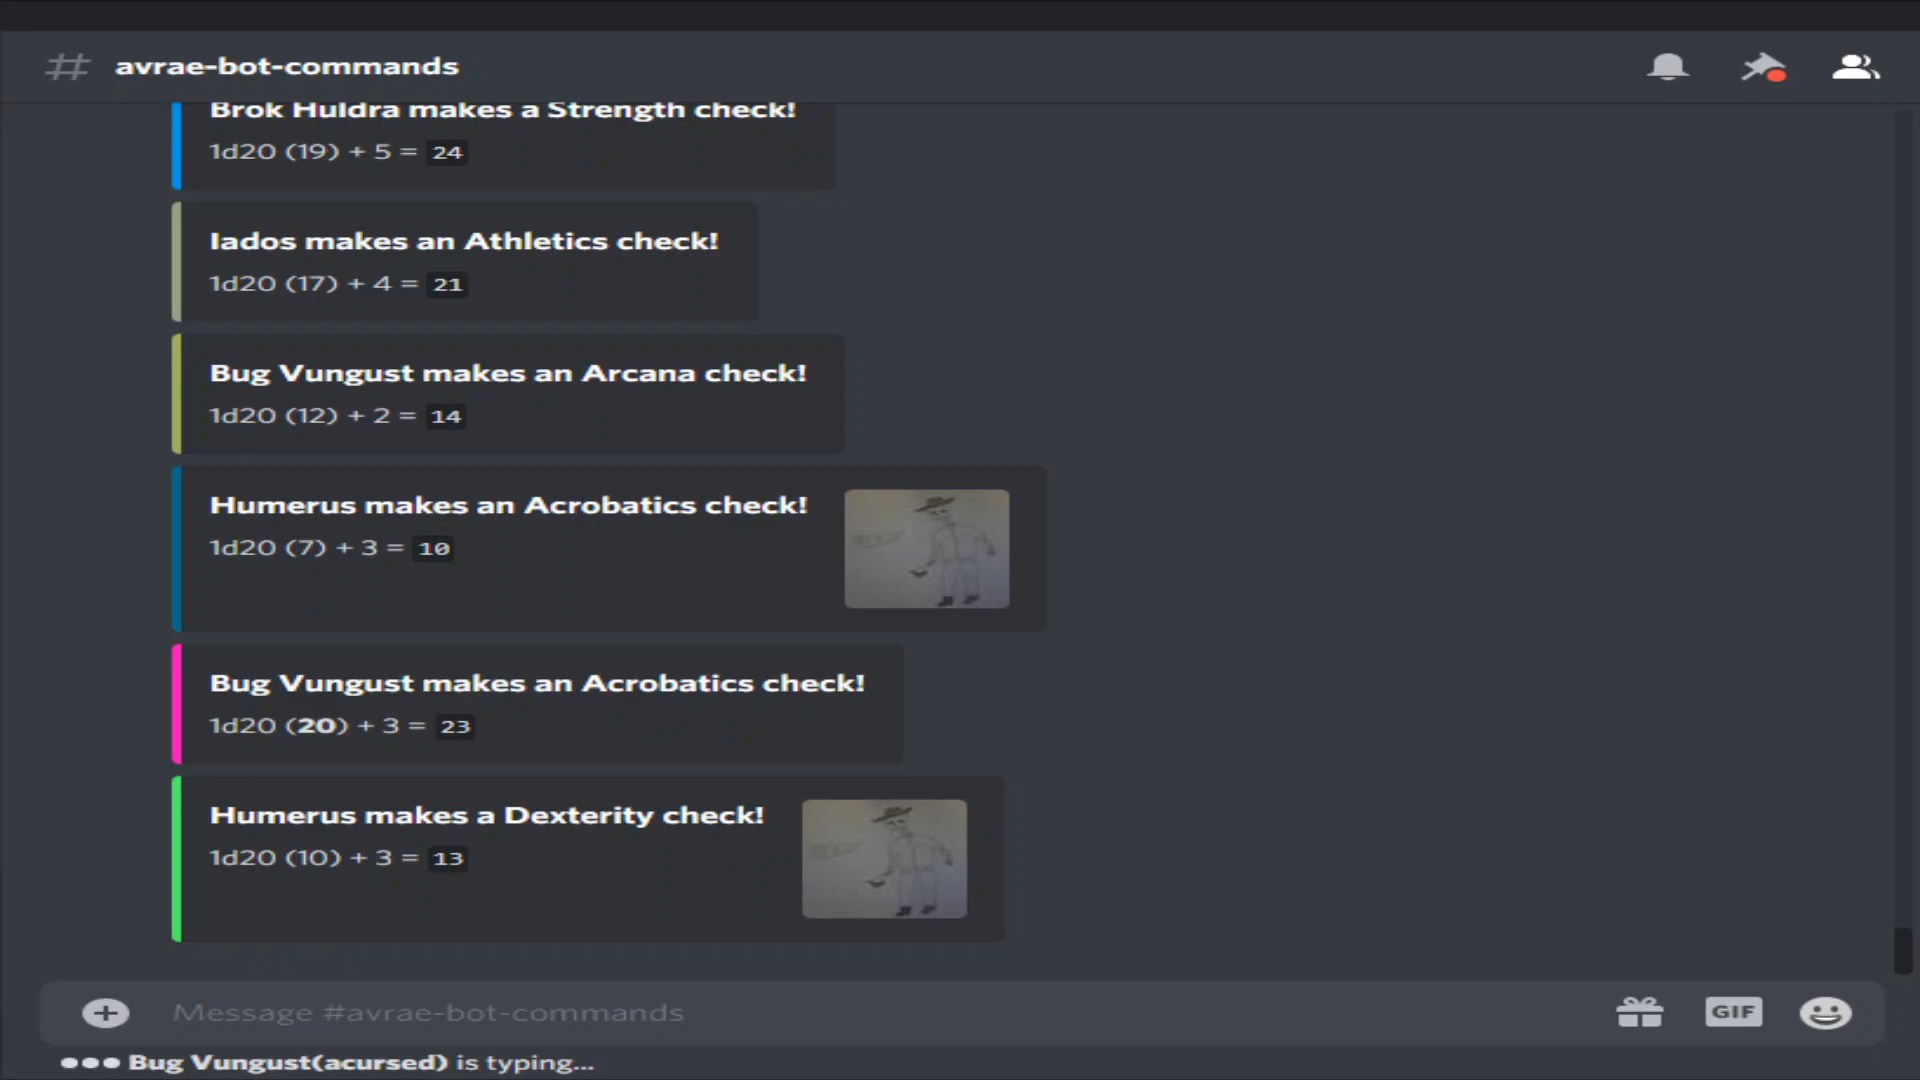 # avrae-bot-commands
Brok Huldra makes a Strength check!
1d20 (19) + 5 = 24
Iados makes an Athletics check!
1d20 (17) + 4 = 21
Bug Vungust makes an Arcana check!
1d20 (12) + 2 = 14
Humerus makes an Acrobatics check!
1d20 (7) + 3 = 10
Bug Vungust makes an Acrobatics check!
1d20 (20) + 3 = 23
Humerus makes a Dexterity check!
1d20 (10) + 3 = 13
Message #avrae-bot-commands
GIF
Bug Vungust(acursed) is typing...